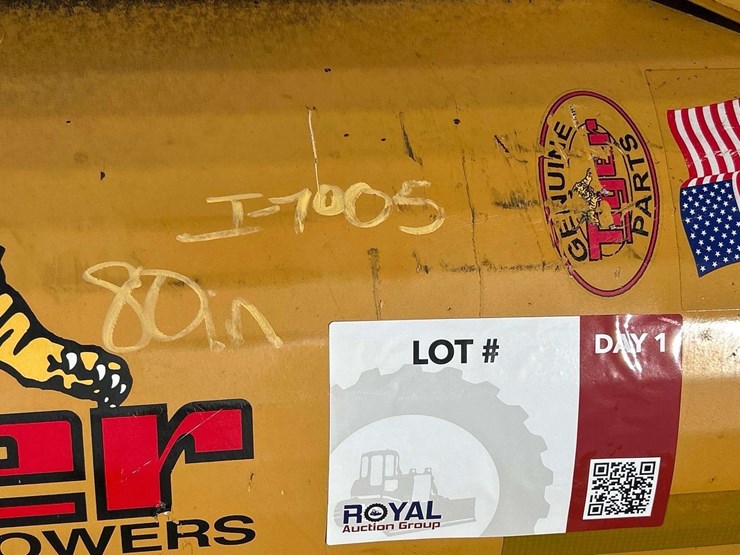 I-7005
80in
GENUINE
Tiger
PARTS
LOT #
DAY 1
ROYAL
Auction Group
er
OWERS